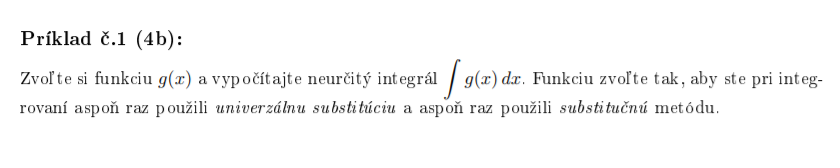 Príklad č.1 (4b):
Zvoľte si funkciu g(x) a vypočítajte neurčitý integrál ∫ g(x) dx. Funkciu zvoľte tak, aby ste pri integ-
rovaní aspoň raz použili univerzálnu substitúciu a aspoň raz použili substitučnú metódu.